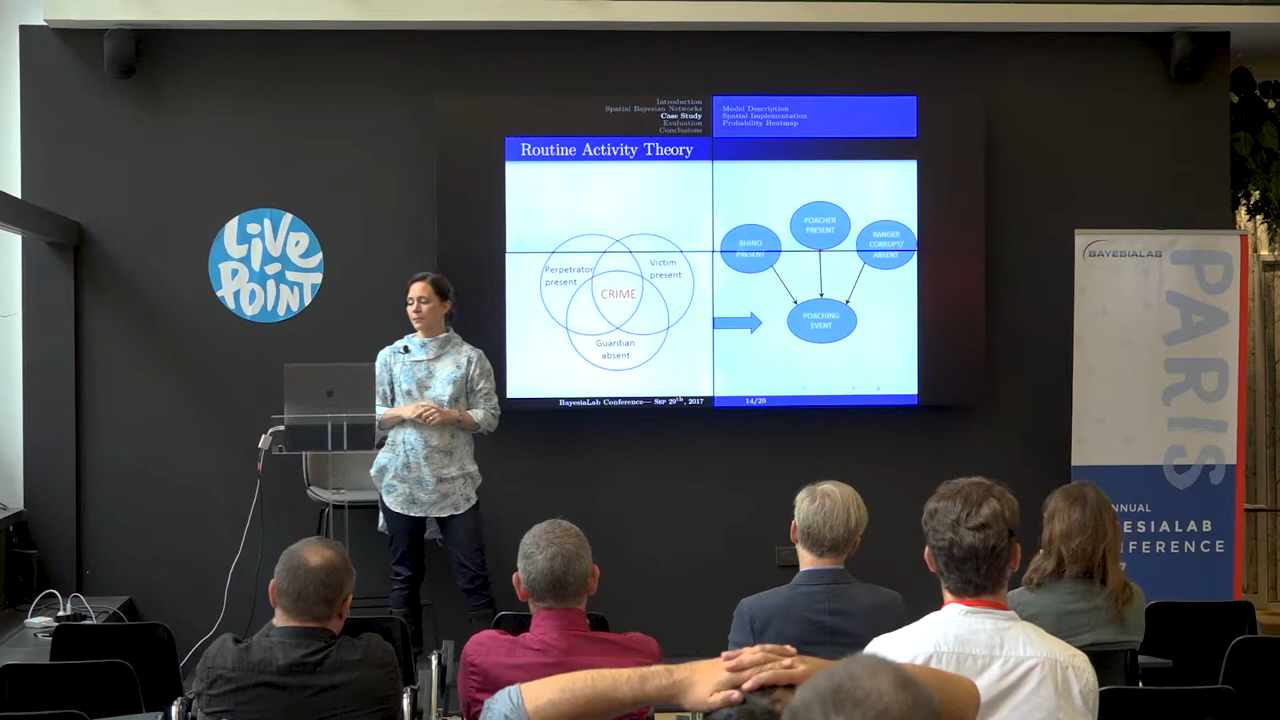 Introduction
Spatial Bayesian Networks
Case Study
Evaluation
Conclusions
Model Description
Spatial Implementation
Probability Heatmap
Routine Activity Theory
Perpetrator
present
Victim
present
CRIME
Guardian
absent
RHINO
PRESENT
POACHER
PRESENT
RANGER
CORRUPT/
ABSENT
POACHING
EVENT
BayesiaLab Conference— Sep 29th, 2017
14/29
LIVE
POINT
BAYESIALAB
PARIS
NNUAL
ESIALAB
NFERENCE
7